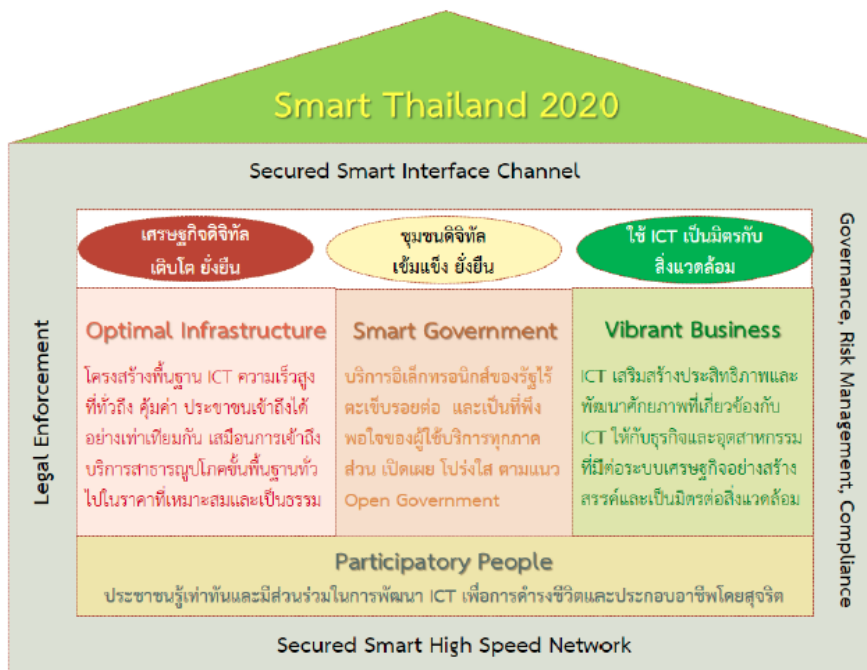 Smart Thailand 2020
Secured Smart Interface Channel
เศรษฐกิจดิจิทัล
เติบโต ยั่งยืน
ชุมชนดิจิทัล
เข้มแข็ง ยั่งยืน
ใช้ ICT เป็นมิตรกับ
สิ่งแวดล้อม
Legal Enforcement
Optimal Infrastructure
โครงสร้างพื้นฐาน ICT ความเร็วสูง
ที่ทั่วถึง คุ้มค่า ประชาชนเข้าถึงได้
อย่างเท่าเทียมกัน เสมือนการเข้าถึง
บริการสาธารณูปโภคขั้นพื้นฐานทั่ว
ไปในราคาที่เหมาะสมและเป็นธรรม
Smart Government
บริการอิเล็กทรอนิกส์ของรัฐไร้
ตะเข็บรอยต่อ และเป็นที่พึง
พอใจของผู้ใช้บริการทุกภาค
ส่วน เปิดเผย โปร่งใส ตามแนว
Open Government
Vibrant Business
ICT เสริมสร้างประสิทธิภาพและ
พัฒนาศักยภาพที่เกี่ยวข้องกับ
ICT ให้กับธุรกิจและอุตสาหกรรม
ที่มีต่อระบบเศรษฐกิจอย่างสร้าง
สรรค์และเป็นมิตรต่อสิ่งแวดล้อม
Governance, Risk Management, Compliance
Participatory People
ประชาชนรู้เท่าทันและมีส่วนร่วมในการพัฒนา ICT เพื่อการดำรงชีวิตและประกอบอาชีพโดยสุจริต
Secured Smart High Speed Network